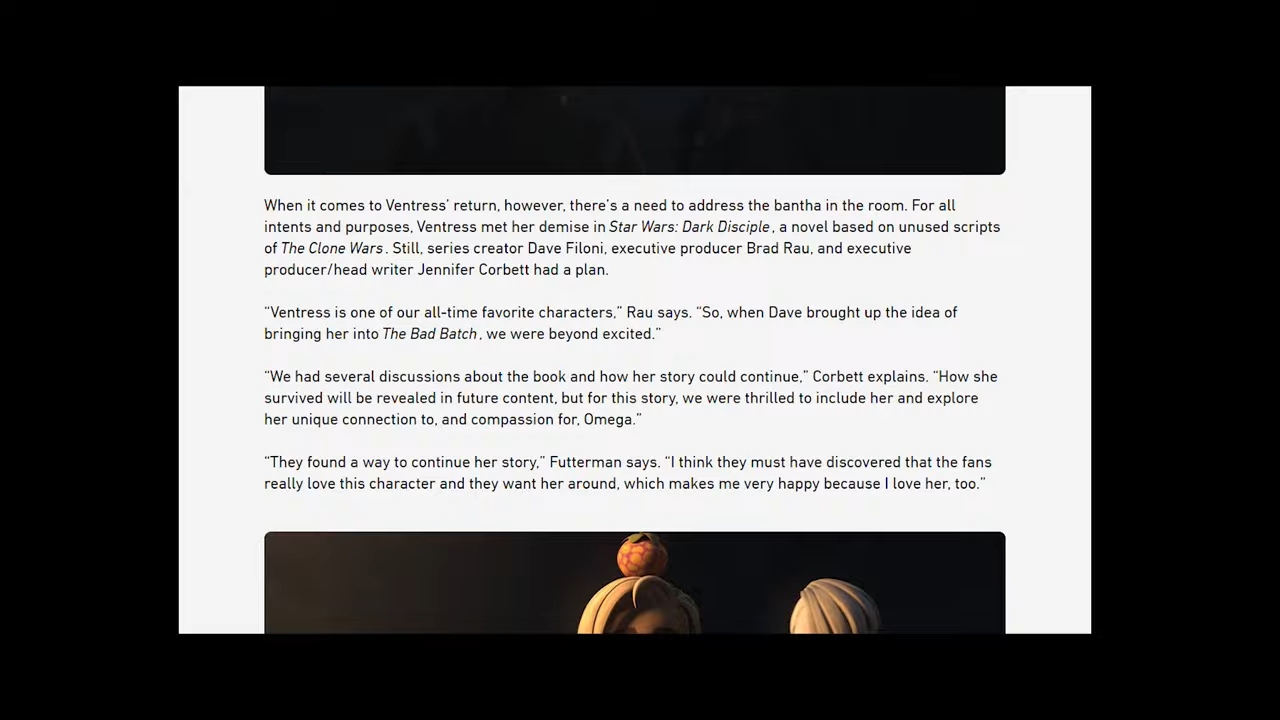 When it comes to Ventress’ return, however, there’s a need to address the bantha in the room. For all
intents and purposes, Ventress met her demise in Star Wars: Dark Disciple, a novel based on unused scripts
of The Clone Wars. Still, series creator Dave Filoni, executive producer Brad Rau, and executive
producer/head writer Jennifer Corbett had a plan.
“Ventress is one of our all-time favorite characters,” Rau says. “So, when Dave brought up the idea of
bringing her into The Bad Batch, we were beyond excited.”
“We had several discussions about the book and how her story could continue,” Corbett explains. “How she
survived will be revealed in future content, but for this story, we were thrilled to include her and explore
her unique connection to, and compassion for, Omega.”
“They found a way to continue her story,” Futterman says. “I think they must have discovered that the fans
really love this character and they want her around, which makes me very happy because I love her, too.”